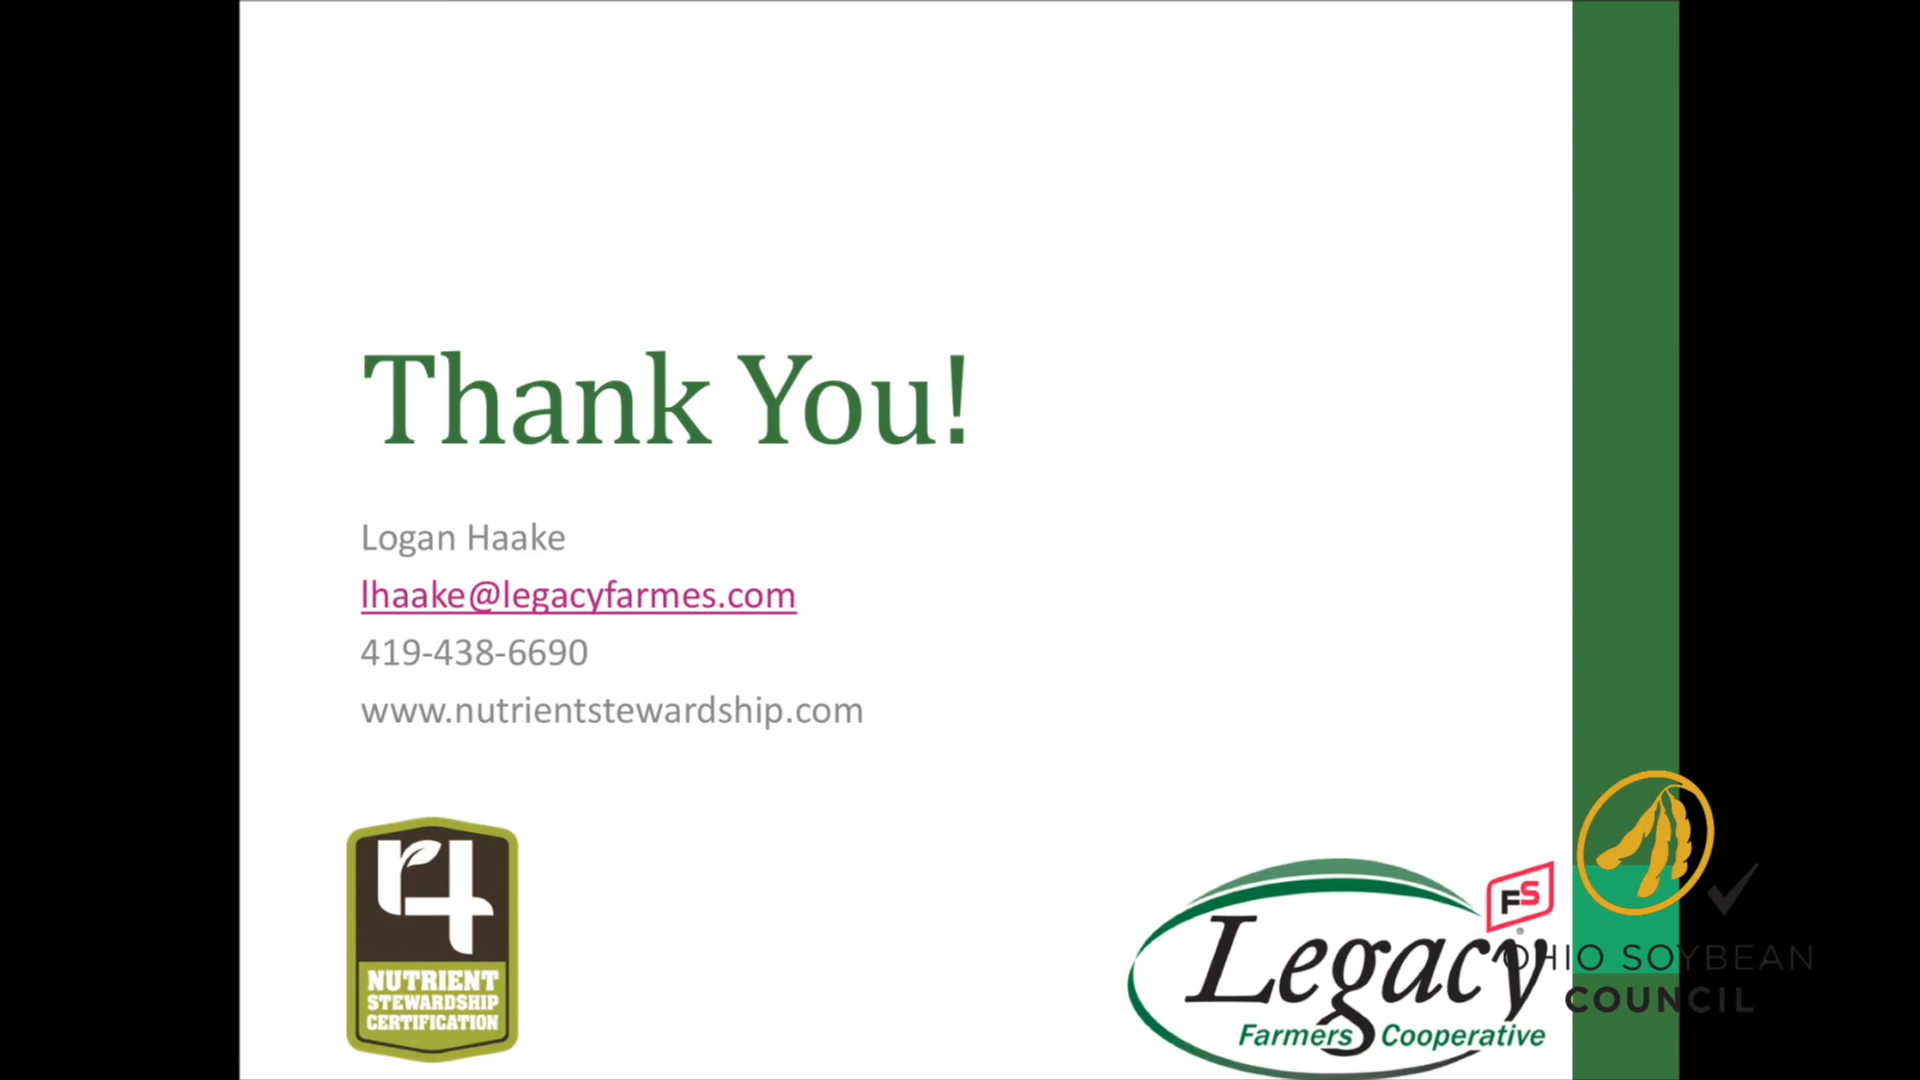 Thank You!
Logan Haake
lhaake@legacyfarmes.com
419-438-6690
www.nutrientstewardship.com
4r
NUTRIENT
STEWARDSHIP
CERTIFICATION
FS
®
Legacy
Farmers Cooperative
OHIO SOYBEAN
COUNCIL